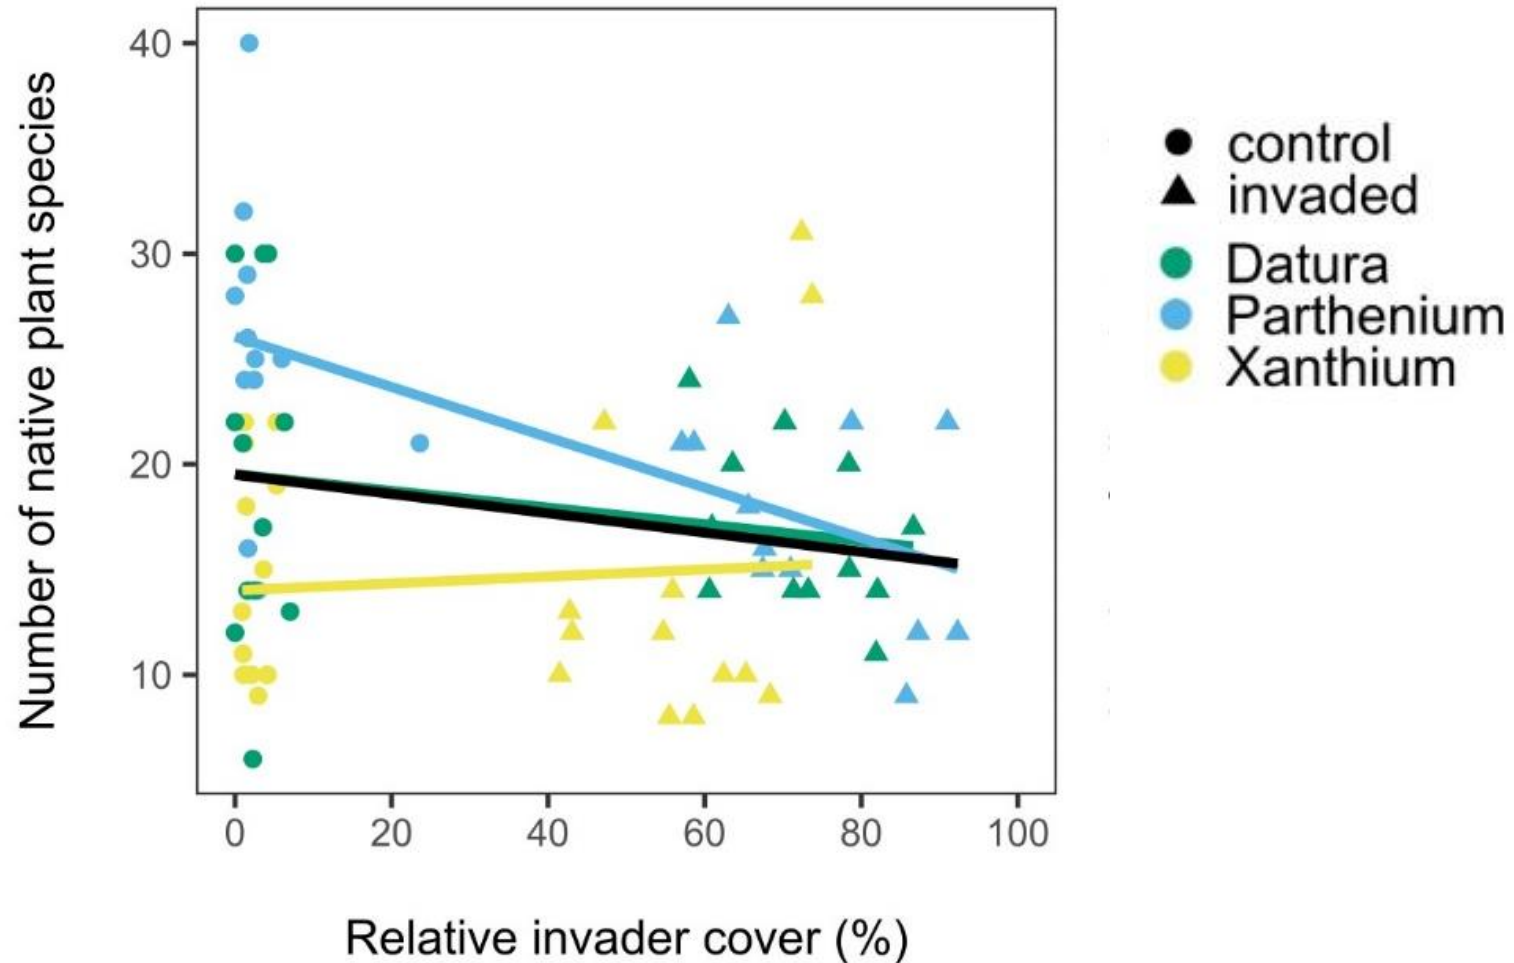 Number of native plant species
40
30
20
10
0 20 40 60 80 100
Relative invader cover (%)
control
invaded
Datura
Parthenium
Xanthium